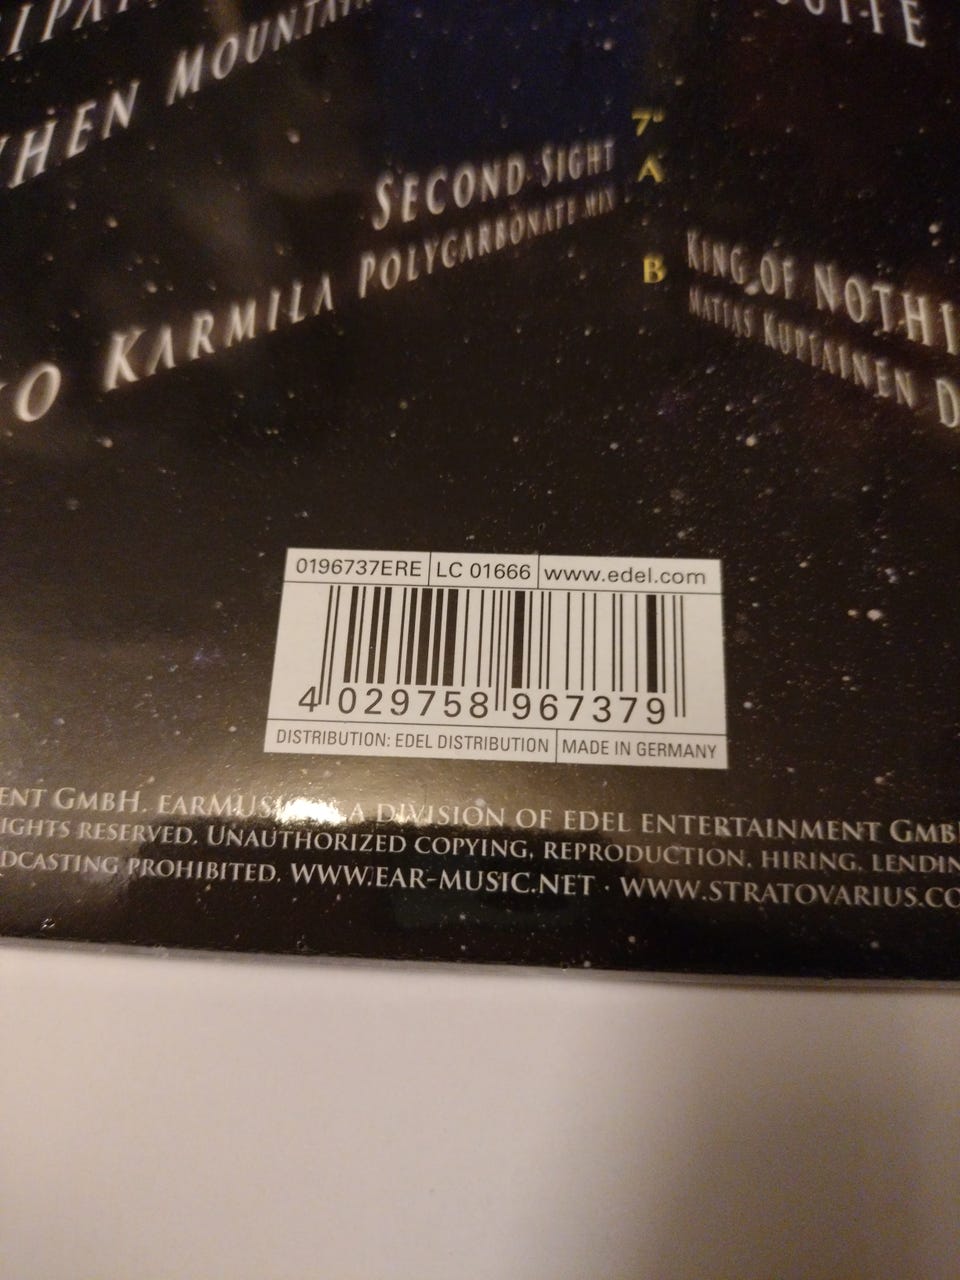 WHEN MOUNTAIN
7"
SECOND SIGHT
A
KARMILA POLYCARBONATE MIX
B
KING OF NOTHI
MATIAS KUPIAINEN D
0196737ERE LC 01666 www.edel.com
4 029758 967379
DISTRIBUTION: EDEL DISTRIBUTION MADE IN GERMANY
ENT GMBH. EARMUSIC A DIVISION OF EDEL ENTERTAINMENT GMB
IGHTS RESERVED. UNAUTHORIZED COPYING, REPRODUCTION, HIRING, LENDIN
DCASTING PROHIBITED. WWW.EAR-MUSIC.NET · WWW.STRATOVARIUS.CO